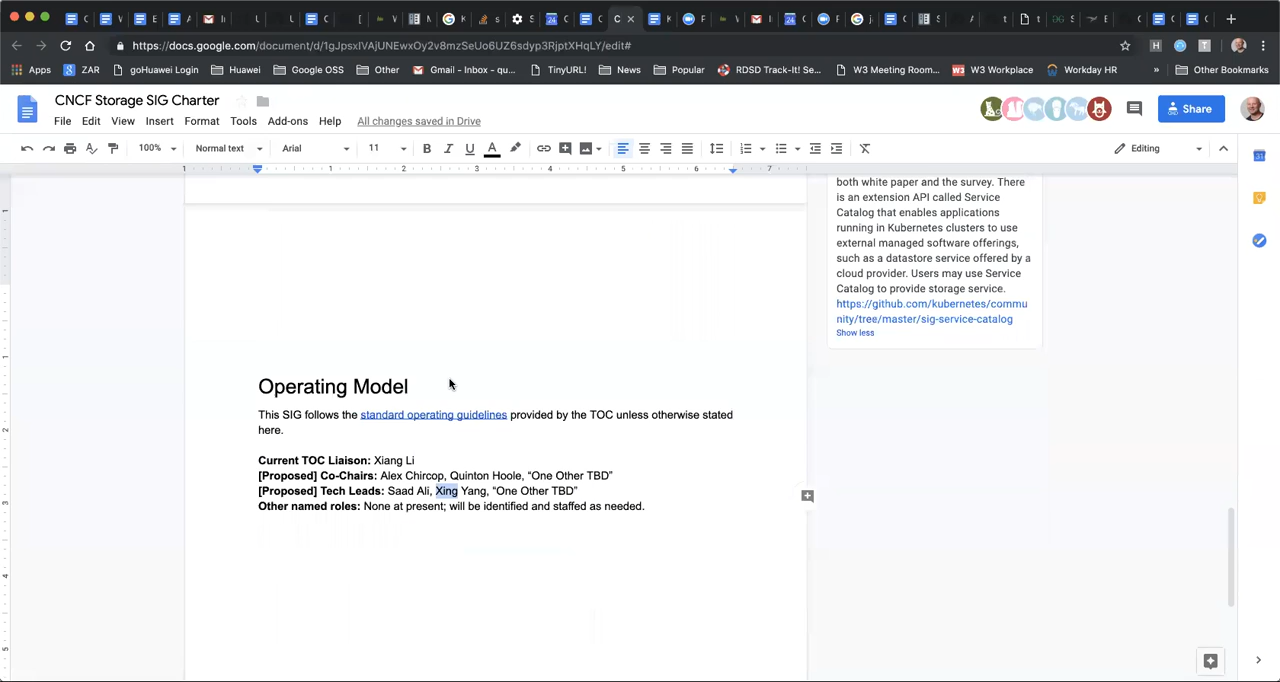 https://docs.google.com/document/d/1gJpsxIVAjUNEwxOy2v8mzSeUo6UZ6sdyp3RjptXHqLY/edit#
Apps ZAR goHuawei Login Huawei Google OSS Other Gmail - Inbox - qu... TinyURL! News Popular RDSD Track-It! Se... W3 Meeting Room... W3 Workplace Workday HR » Other Bookmarks
CNCF Storage SIG Charter
File Edit View Insert Format Tools Add-ons Help All changes saved in Drive
Share
100% Normal text Arial 11 B I U A Editing
1 1 2 3 4 5 6 7
both white paper and the survey. There
is an extension API called Service
Catalog that enables applications
running in Kubernetes clusters to use
external managed software offerings,
such as a datastore service offered by a
cloud provider. Users may use Service
Catalog to provide storage service.
https://github.com/kubernetes/commu
nity/tree/master/sig-service-catalog
Show less
Operating Model
This SIG follows the standard operating guidelines provided by the TOC unless otherwise stated
here.
Current TOC Liaison: Xiang Li
[Proposed] Co-Chairs: Alex Chircop, Quinton Hoole, “One Other TBD”
[Proposed] Tech Leads: Saad Ali, Xing Yang, “One Other TBD”
Other named roles: None at present; will be identified and staffed as needed.